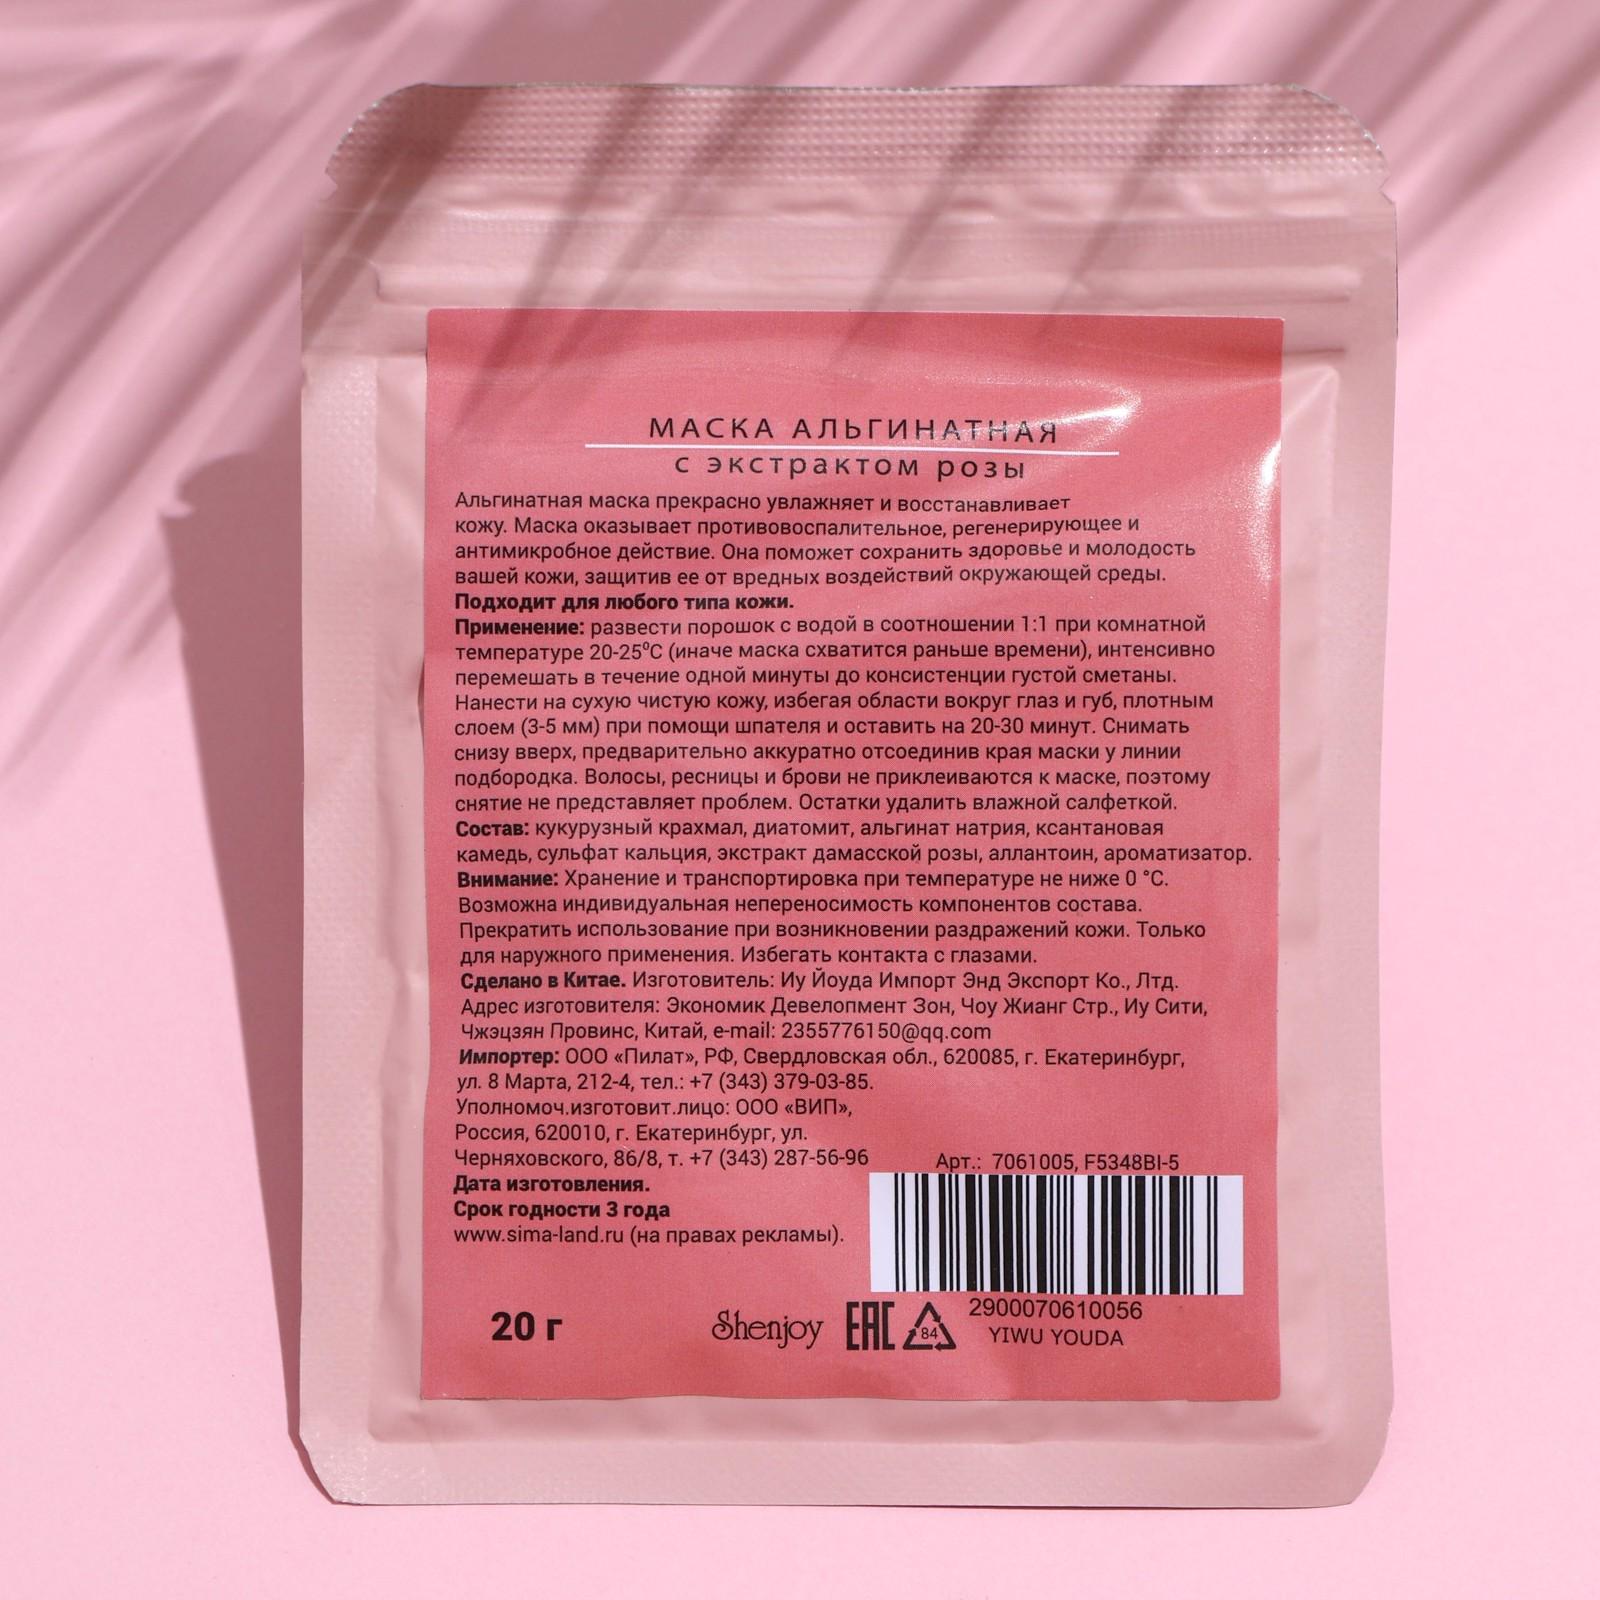 МАСКА АЛЬГИНАТНАЯ
с экстрактом розы
Альгинатная маска прекрасно увлажняет и восстанавливает
кожу. Маска оказывает противовоспалительное, регенерирующее и
антимикробное действие. Она поможет сохранить здоровье и молодость
вашей кожи, защитив ее от вредных воздействий окружающей среды.
Подходит для любого типа кожи.
Применение: развести порошок с водой в соотношении 1:1 при комнатной
температуре 20-25⁰С (иначе маска схватится раньше времени), интенсивно
перемешать в течение одной минуты до консистенции густой сметаны.
Нанести на сухую чистую кожу, избегая области вокруг глаз и губ, плотным
слоем (3-5 мм) при помощи шпателя и оставить на 20-30 минут. Снимать
снизу вверх, предварительно аккуратно отсоединив края маски у линии
подбородка. Волосы, ресницы и брови не приклеиваются к маске, поэтому
снятие не представляет проблем. Остатки удалить влажной салфеткой.
Состав: кукурузный крахмал, диатомит, альгинат натрия, ксантановая
камедь, сульфат кальция, экстракт дамасской розы, аллантоин, ароматизатор.
Внимание: Хранение и транспортировка при температуре не ниже 0 °С.
Возможна индивидуальная непереносимость компонентов состава.
Прекратить использование при возникновении раздражений кожи. Только
для наружного применения. Избегать контакта с глазами.
Сделано в Китае. Изготовитель: Иу Йоуда Импорт Энд Экспорт Ко., Лтд.
Адрес изготовителя: Экономик Девелопмент Зон, Чоу Жианг Стр., Иу Сити,
Чжэцзян Провинс, Китай, e-mail: 2355776150@qq.com
Импортер: ООО «Пилат», РФ, Свердловская обл., 620085, г. Екатеринбург,
ул. 8 Марта, 212-4, тел.: +7 (343) 379-03-85.
Уполномоч.изготовит.лицо: ООО «ВИП»,
Россия, 620010, г. Екатеринбург, ул.
Черняховского, 86/8, т. +7 (343) 287-56-96
Арт.: 7061005, F5348BI-5
Дата изготовления.
Срок годности 3 года
www.sima-land.ru (на правах рекламы).
20 г
Shenjoy
EAC
84
2900070610056
YIWU YOUDA